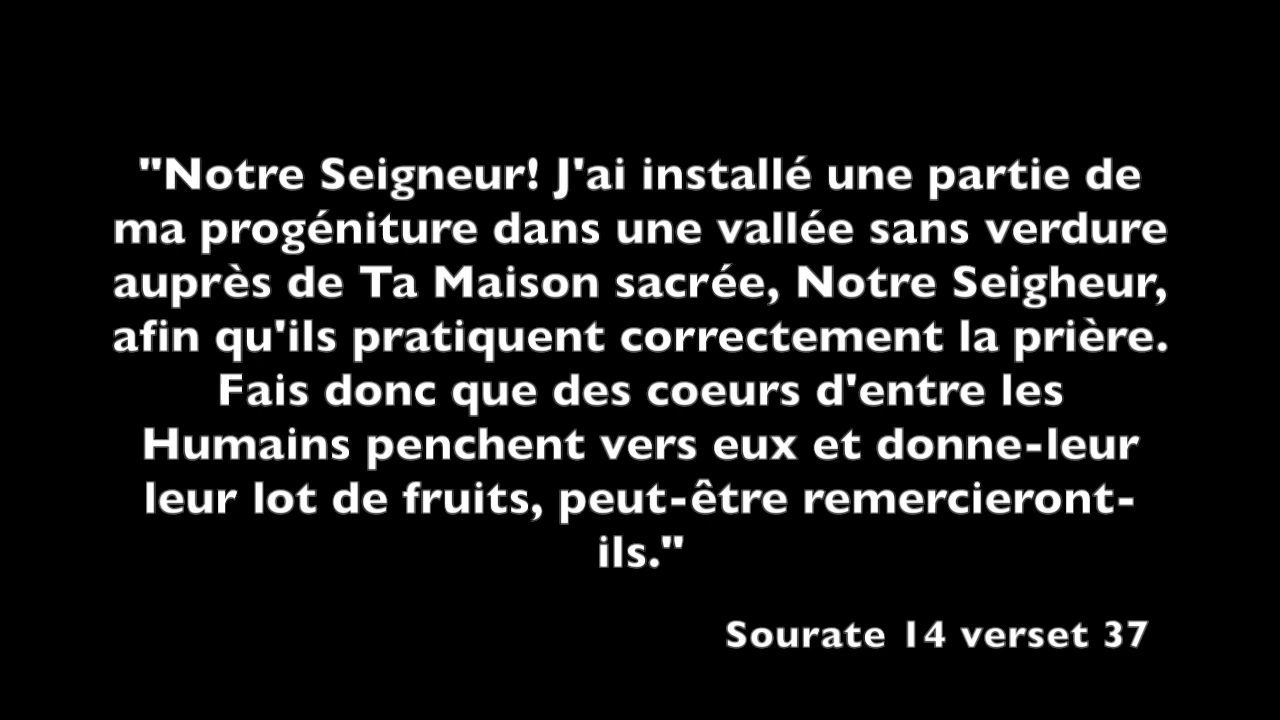 "Notre Seigneur! J'ai installé une partie de
ma progéniture dans une vallée sans verdure
auprès de Ta Maison sacrée, Notre Seigheur,
afin qu'ils pratiquent correctement la prière.
Fais donc que des coeurs d'entre les
Humains penchent vers eux et donne-leur
leur lot de fruits, peut-être remercieront-
ils."
Sourate 14 verset 37